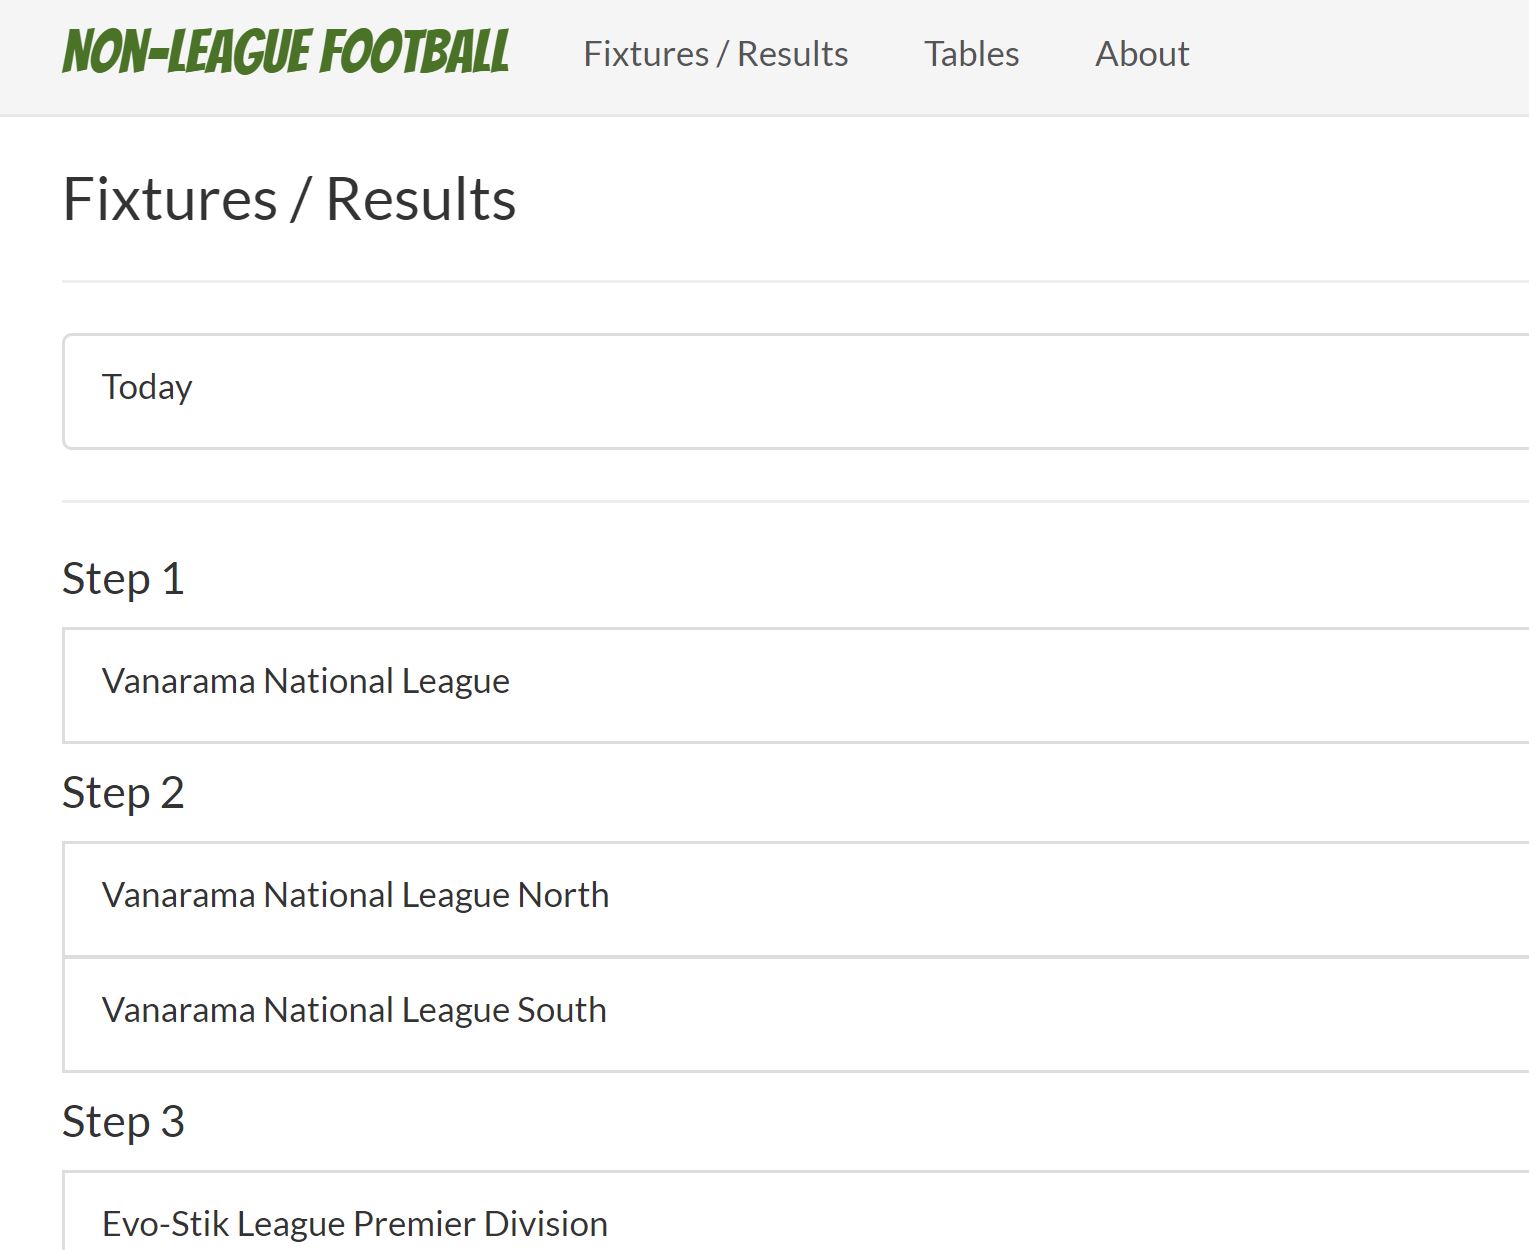 NON-LEAGUE FOOTBALL Fixtures / Results Tables About
Fixtures / Results
Today
Step 1
Vanarama National League
Step 2
Vanarama National League North
Vanarama National League South
Step 3
Evo-Stik League Premier Division